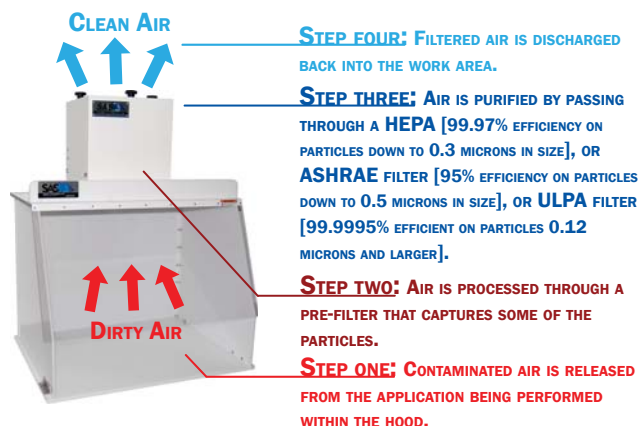 CLEAN AIR
STEP FOUR: FILTERED AIR IS DISCHARGED
BACK INTO THE WORK AREA.
STEP THREE: AIR IS PURIFIED BY PASSING
THROUGH A HEPA [99.97% EFFICIENCY ON
PARTICLES DOWN TO 0.3 MICRONS IN SIZE], OR
ASHRAE FILTER [95% EFFICIENCY ON PARTICLES
DOWN TO 0.5 MICRONS IN SIZE], OR ULPA FILTER
[99.9995% EFFICIENT ON PARTICLES 0.12
MICRONS AND LARGER].
DIRTY AIR
STEP TWO: AIR IS PROCESSED THROUGH A
PRE-FILTER THAT CAPTURES SOME OF THE
PARTICLES.
STEP ONE: CONTAMINATED AIR IS RELEASED
FROM THE APPLICATION BEING PERFORMED
WITHIN THE HOOD.